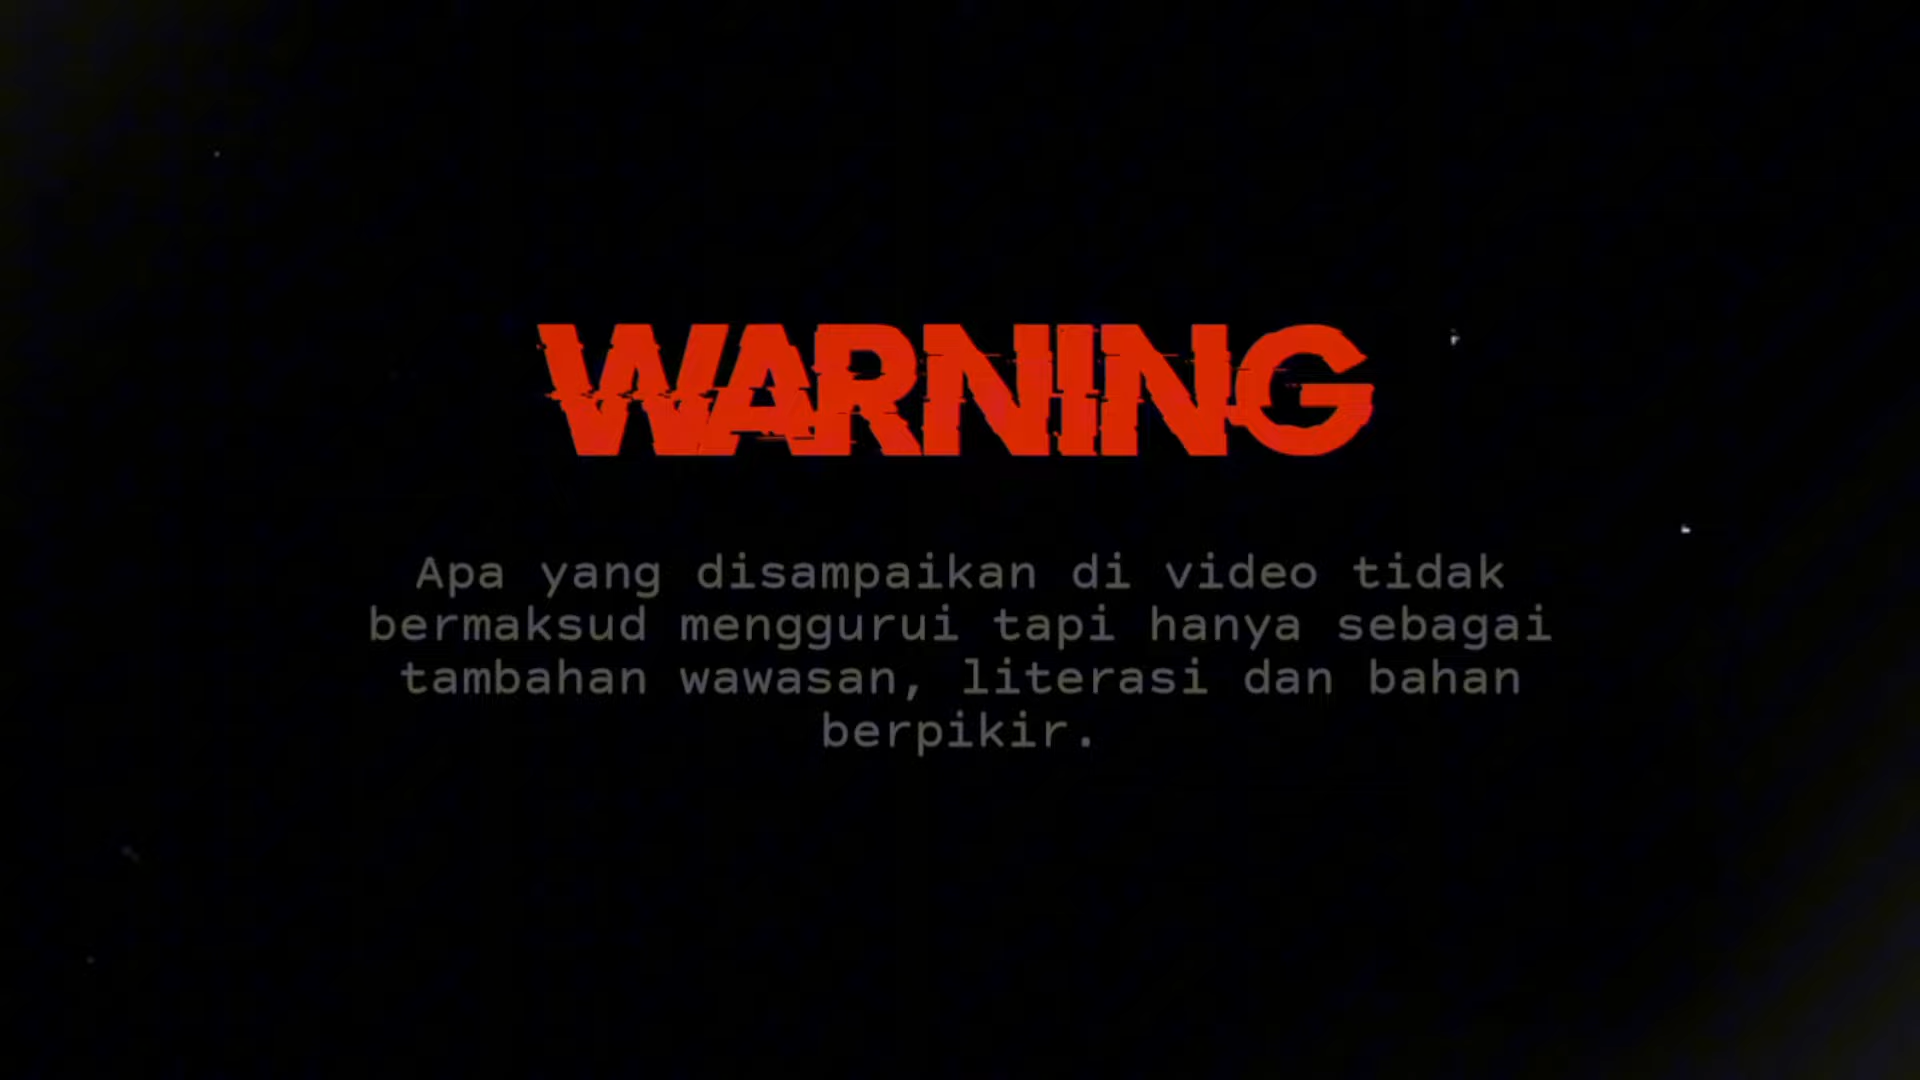 WARNING
Apa yang disampaikan di video tidak
bermaksud menggurui tapi hanya sebagai
tambahan wawasan, literasi dan bahan
berpikir.